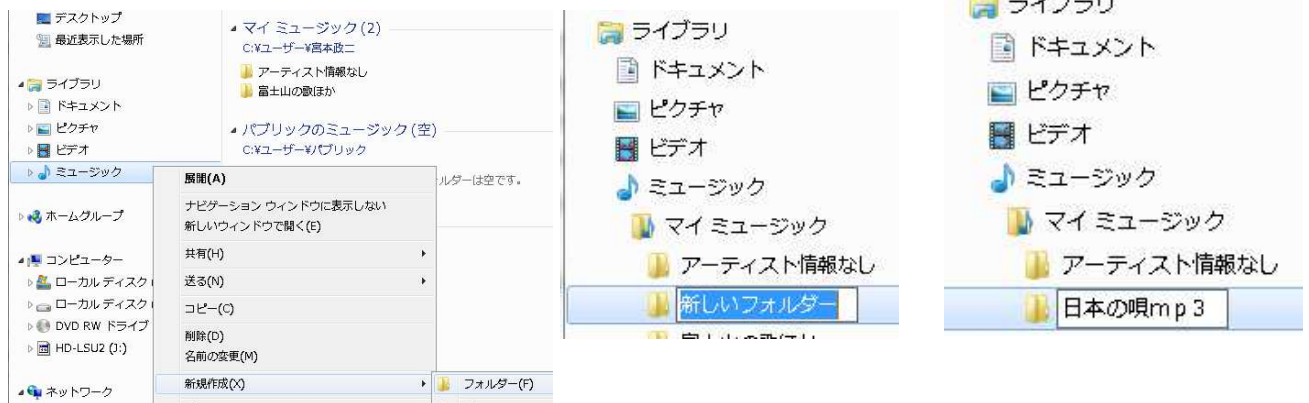 デスクトップ
最近表示した場所
ライブラリ
ドキュメント
ピクチャ
ビデオ
ミュージック
ホームグループ
コンピューター
ローカル ディスク
ローカル ディスク
DVD RW ドライブ
HD-LSU2 (J:)
ネットワーク
マイ ミュージック (2)
C:¥ユーザー¥宮本政二
アーティスト情報なし
富士山の歌ほか
パブリックのミュージック (空)
C:¥ユーザー¥パブリック
ルダーは空です。
展開(A)
ナビゲーション ウィンドウに表示しない
新しいウィンドウで開く(E)
共有(H)
送る(N)
コピー(C)
削除(D)
名前の変更(M)
新規作成(X)
フォルダー(F)
ライブラリ
ドキュメント
ピクチャ
ビデオ
ミュージック
マイ ミュージック
アーティスト情報なし
新しいフォルダー
ライブラリ
ドキュメント
ピクチャ
ビデオ
ミュージック
マイ ミュージック
アーティスト情報なし
日本の唄mp3